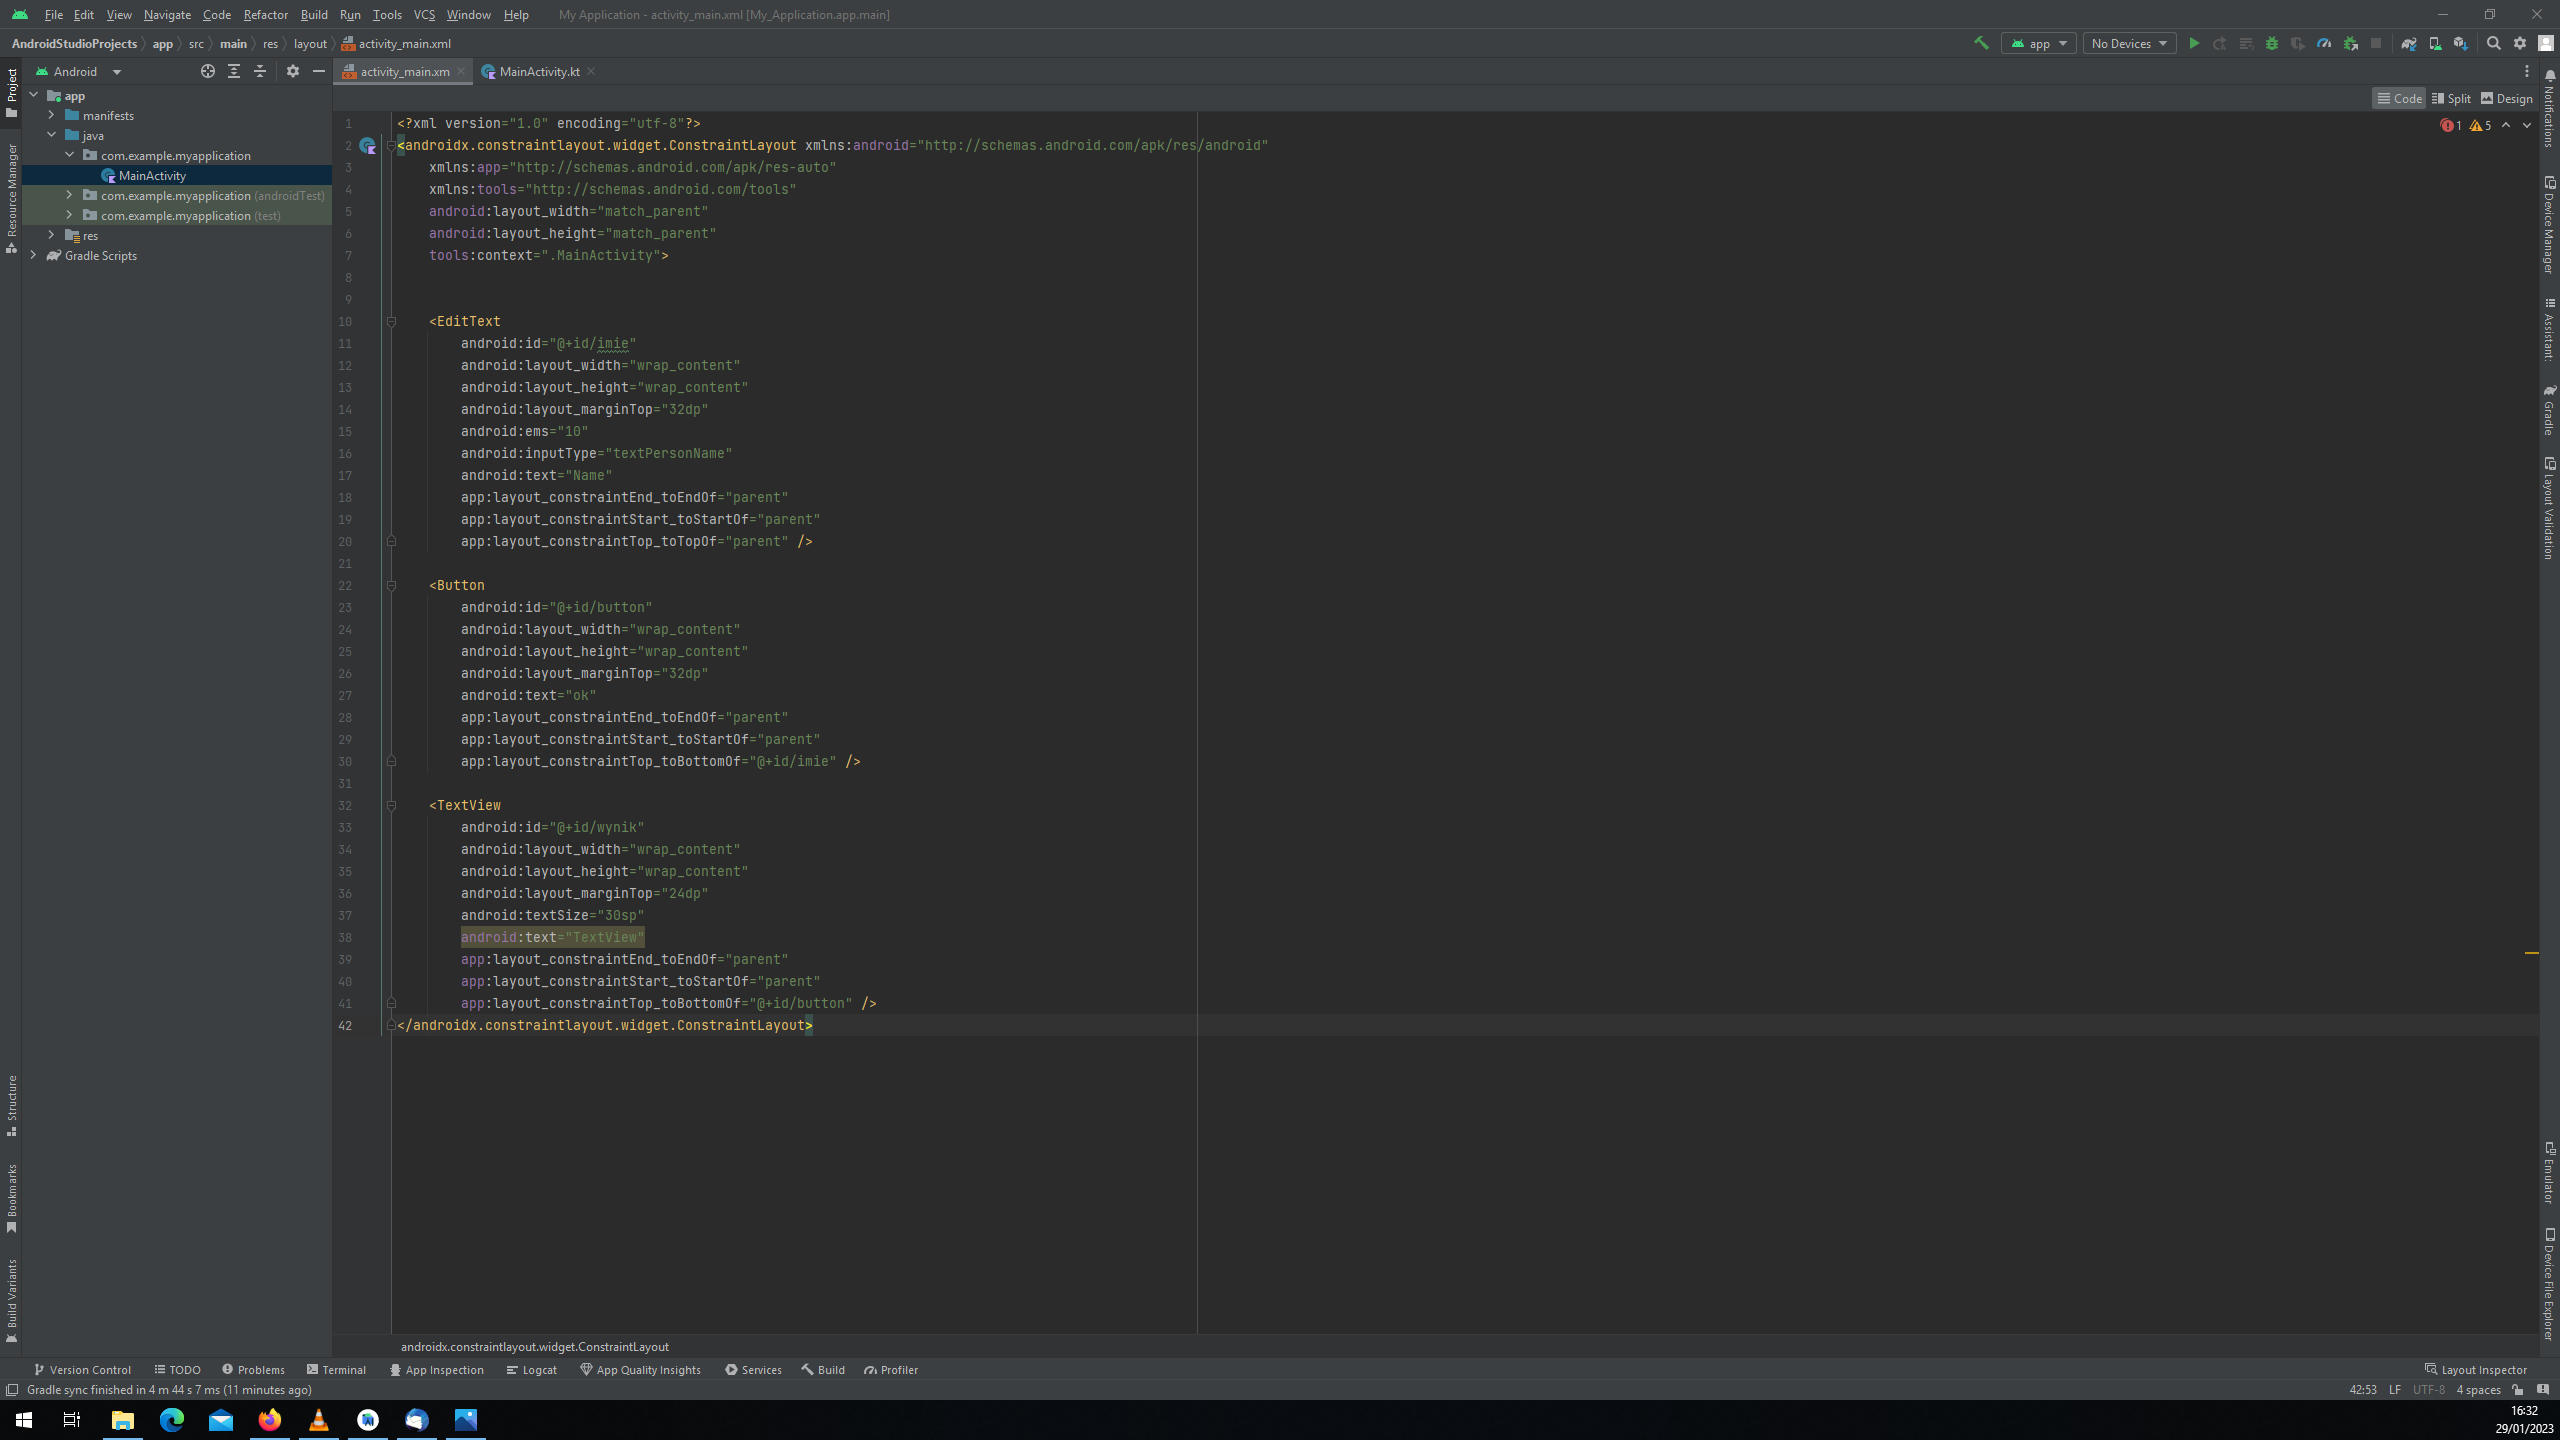 File Edit View Navigate Code Refactor Build Run Tools VCS Window Help My Application - activity_main.xml [My_Application.app.main]
AndroidStudioProjects app src main res layout activity_main.xml
app No Devices
Android
activity_main.xm MainActivity.kt
Code Split Design
Project
Resource Manager
Structure
Bookmarks
Build Variants
app
manifests
java
com.example.myapplication
MainActivity
com.example.myapplication (androidTest)
com.example.myapplication (test)
res
Gradle Scripts
1 5
1 <?xml version="1.0" encoding="utf-8"?>
2 <androidx.constraintlayout.widget.ConstraintLayout xmlns:android="http://schemas.android.com/apk/res/android"
3 xmlns:app="http://schemas.android.com/apk/res-auto"
4 xmlns:tools="http://schemas.android.com/tools"
5 android:layout_width="match_parent"
6 android:layout_height="match_parent"
7 tools:context=".MainActivity">
8
9
10 <EditText
11 android:id="@+id/imie"
12 android:layout_width="wrap_content"
13 android:layout_height="wrap_content"
14 android:layout_marginTop="32dp"
15 android:ems="10"
16 android:inputType="textPersonName"
17 android:text="Name"
18 app:layout_constraintEnd_toEndOf="parent"
19 app:layout_constraintStart_toStartOf="parent"
20 app:layout_constraintTop_toTopOf="parent" />
21
22 <Button
23 android:id="@+id/button"
24 android:layout_width="wrap_content"
25 android:layout_height="wrap_content"
26 android:layout_marginTop="32dp"
27 android:text="ok"
28 app:layout_constraintEnd_toEndOf="parent"
29 app:layout_constraintStart_toStartOf="parent"
30 app:layout_constraintTop_toBottomOf="@+id/imie" />
31
32 <TextView
33 android:id="@+id/wynik"
34 android:layout_width="wrap_content"
35 android:layout_height="wrap_content"
36 android:layout_marginTop="24dp"
37 android:textSize="30sp"
38 android:text="TextView"
39 app:layout_constraintEnd_toEndOf="parent"
40 app:layout_constraintStart_toStartOf="parent"
41 app:layout_constraintTop_toBottomOf="@+id/button" />
42 </androidx.constraintlayout.widget.ConstraintLayout>
Notifications
Device Manager
Assistant:
Gradle
Layout Validation
Emulator
Device File Explorer
androidx.constraintlayout.widget.ConstraintLayout
Version Control TODO Problems Terminal App Inspection Logcat App Quality Insights Services Build Profiler Layout Inspector
Gradle sync finished in 4 m 44 s 7 ms (11 minutes ago) 42:53 LF UTF-8 4 spaces
16:32
29/01/2023